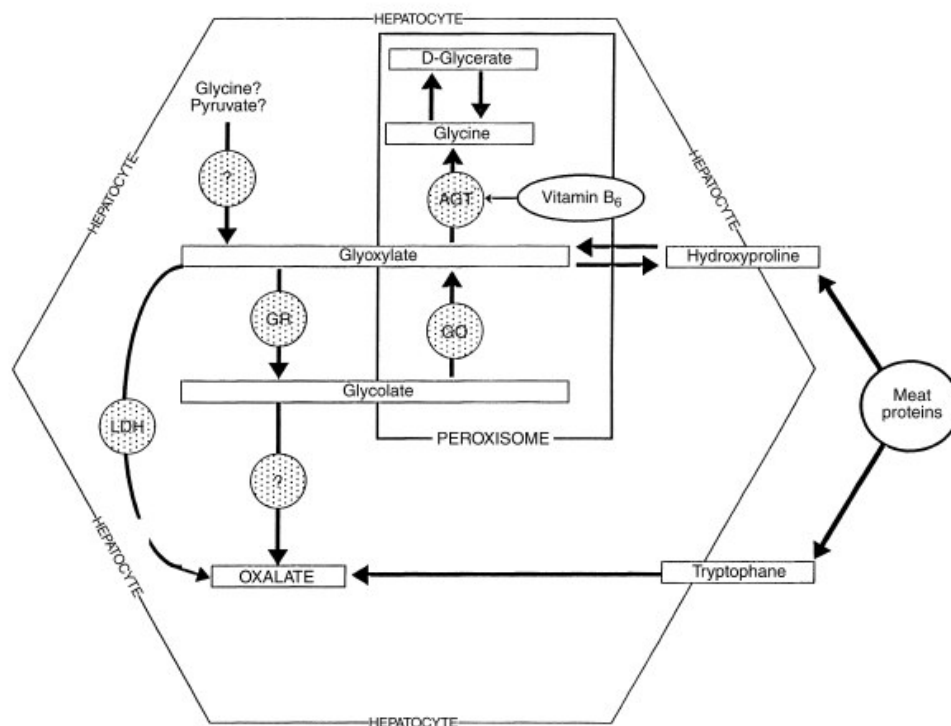 HEPATOCYTE
D-Glycerate
Glycine?
Pyruvate?
Glycine
HEPATOCYTE
HEPATOCYTE
?
AGT
Vitamin B6
Glyoxylate
Hydroxyproline
GR
GO
Glycolate
Meat
proteins
LDH
PEROXISOME
?
HEPATOCYTE
OXALATE
Tryptophane
HEPATOCYTE